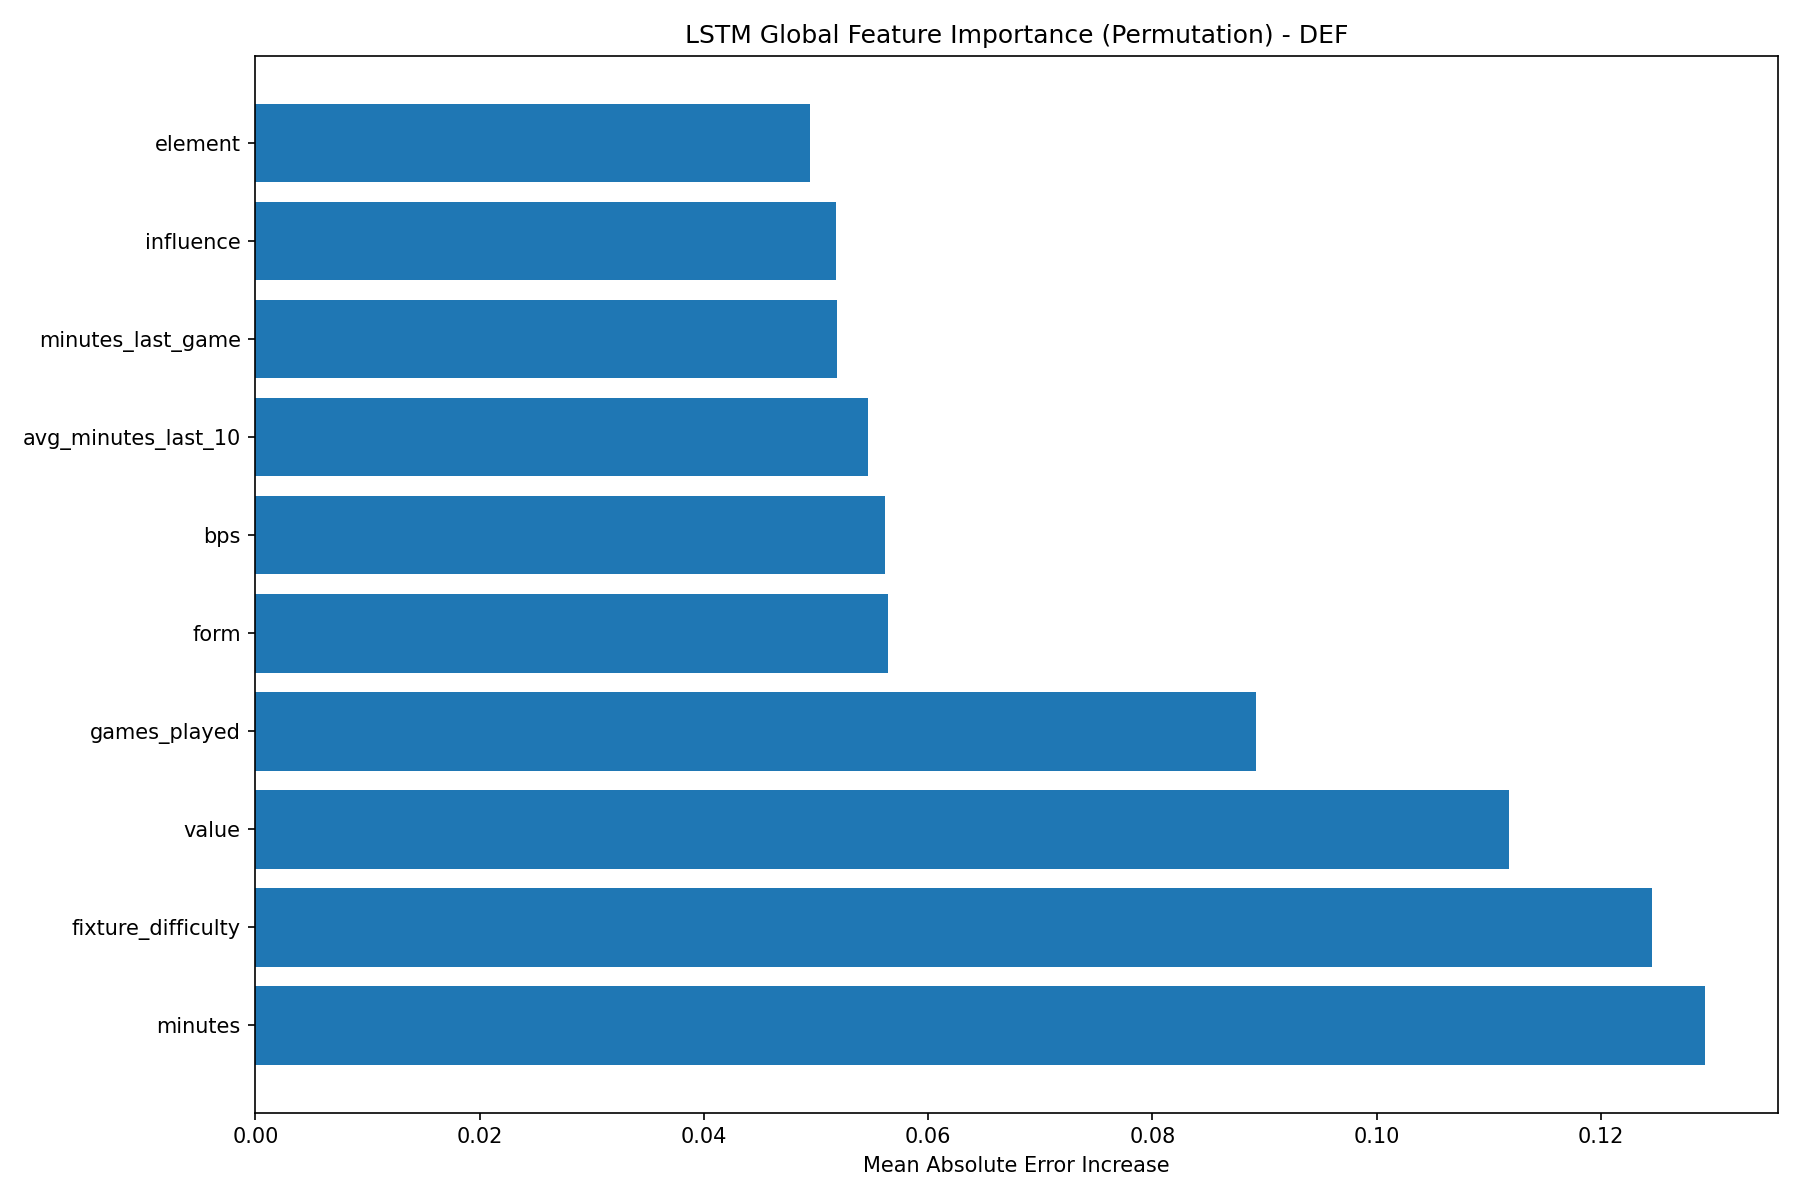 LSTM Global Feature Importance (Permutation) - DEF
element
influence
minutes_last_game
avg_minutes_last_10
bps
form
games_played
value
fixture_difficulty
minutes
0.00 0.02 0.04 0.06 0.08 0.10 0.12
Mean Absolute Error Increase